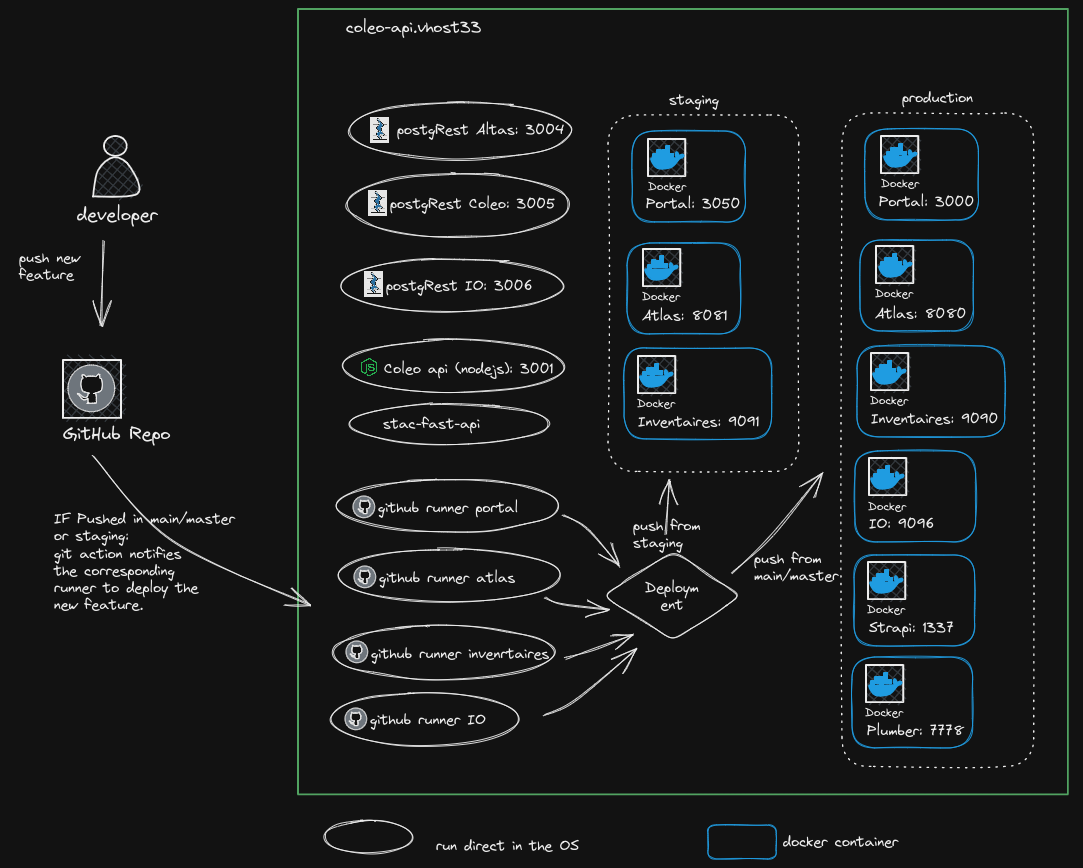 coleo-api.vhost33
staging
production
postgRest Altas: 3004
postgRest Coleo: 3005
postgRest IO: 3006
JS
Coleo api (nodejs): 3001
stac-fast-api
github runner portal
github runner atlas
github runner invenrtaires
github runner IO
developer
push new
feature
GitHub Repo
IF Pushed in main/master
or staging:
git action notifies
the corresponding
runner to deploy the
new feature.
Deploym
ent
push from
staging
push from
main/master
Docker
Portal: 3050
Docker
Atlas: 8081
Docker
Inventaires: 9091
Docker
Portal: 3000
Docker
Atlas: 8080
Docker
Inventaires: 9090
Docker
IO: 9096
Docker
Strapi: 1337
Docker
Plumber: 7778
run direct in the OS
docker container